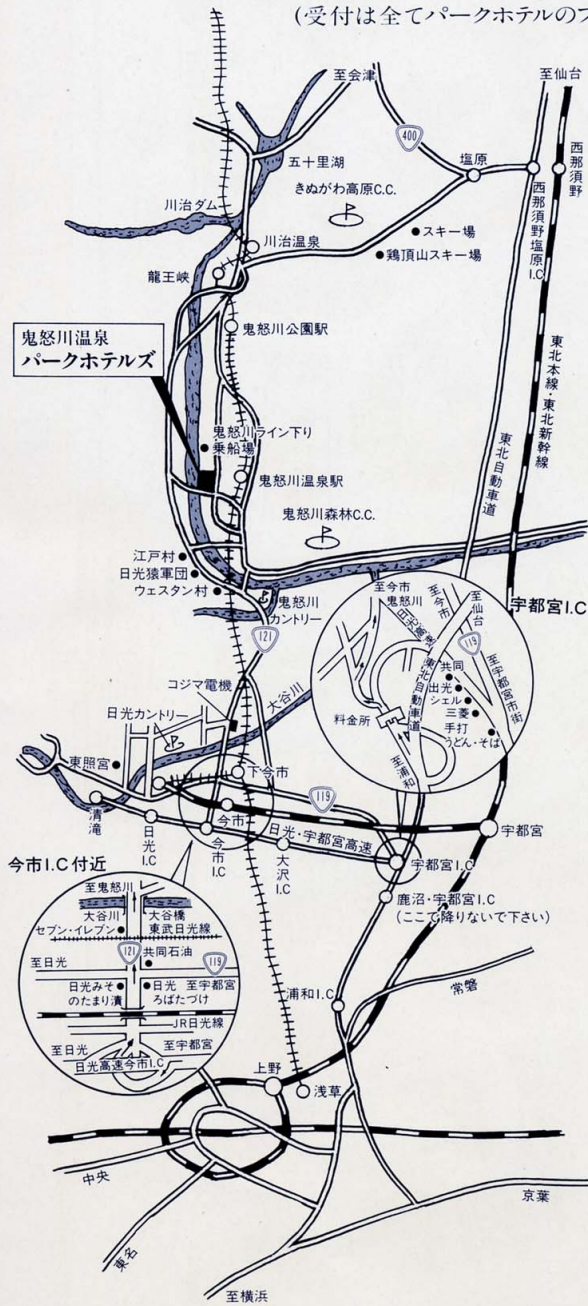 (受付は全てパークホテルのフ
至会津
至仙台
400
五十里湖
塩原
西那須野
西那須野塩原I.C
きぬがわ高原C.C.
川治ダム
川治温泉
スキー場
鶏頂山スキー場
龍王峡
鬼怒川公園駅
鬼怒川温泉
パークホテルズ
東北本線・東北新幹線
東北自動車道
鬼怒川ライン下り
乗船場
鬼怒川温泉駅
鬼怒川森林C.C.
江戸村
日光猿軍団
ウェスタン村
鬼怒川
カントリー
121
宇都宮I.C
至今市
鬼怒川
日光高速
東北自動車道
至今市
至仙台
119
至宇都宮市街
共同
出光
シェル
三菱
手打
うどん・そば
料金所
至浦和
コジマ電機
大谷川
日光カントリー
東照宮
下今市
119
清滝
日光I.C
今市
今市I.C
日光・宇都宮高速
大沢I.C
宇都宮
宇都宮I.C
鹿沼・宇都宮I.C
(ここで降りないで下さい)
今市I.C付近
至鬼怒川
大谷川
大谷橋
セブン・イレブン
東武日光線
121
共同石油
至日光
119
日光みそ
のたまり漬
日光
ろばたづけ
至宇都宮
JR日光線
至日光
至宇都宮
日光高速今市I.C
浦和I.C
常磐
上野
浅草
中央
東名
京葉
至横浜